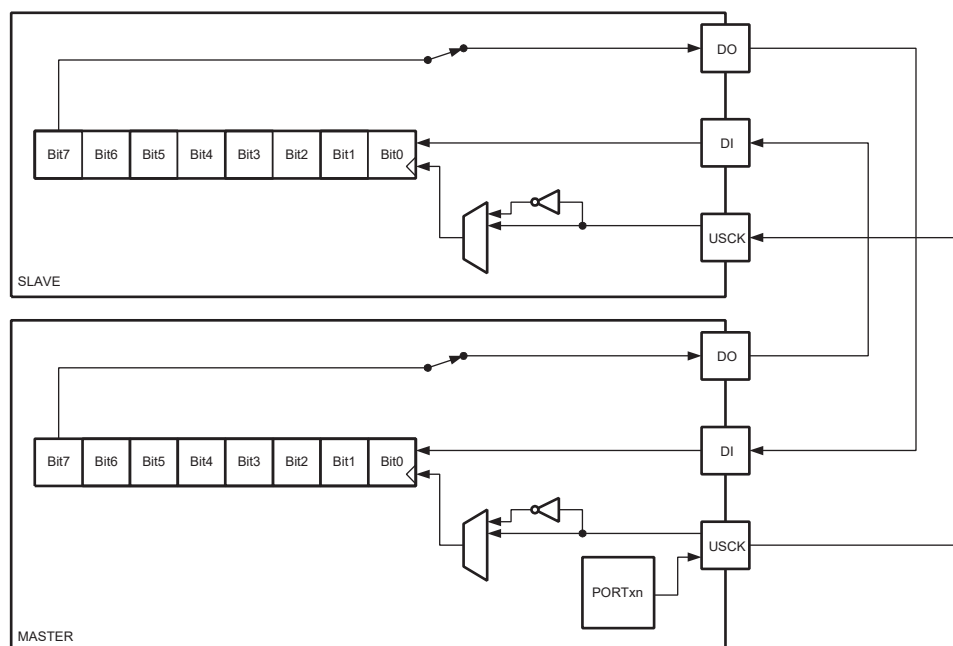 DO
Bit7 Bit6 Bit5 Bit4 Bit3 Bit2 Bit1 Bit0
DI
USCK
SLAVE
DO
Bit7 Bit6 Bit5 Bit4 Bit3 Bit2 Bit1 Bit0
DI
USCK
PORTxn
MASTER